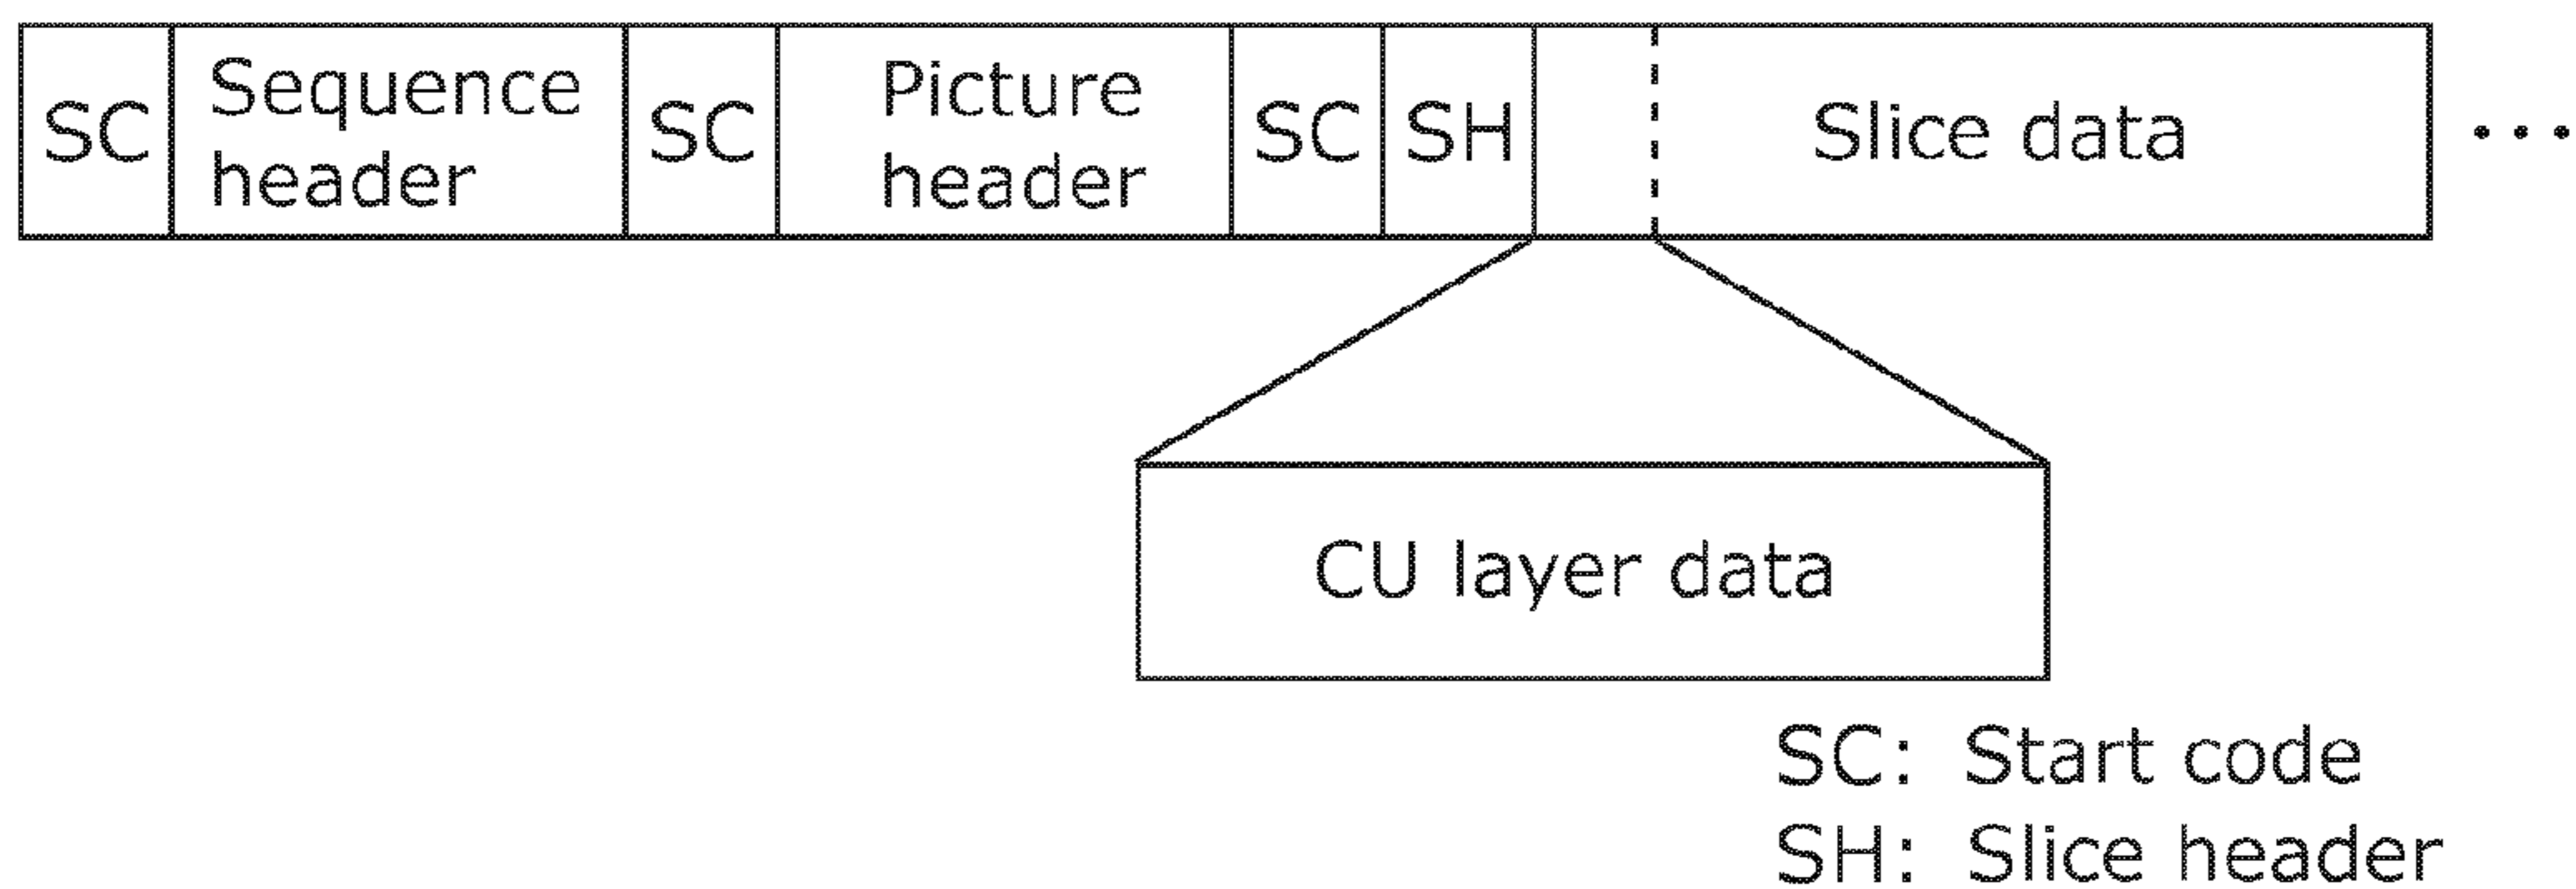 SC Sequence header SC Picture header SC SH Slice data ...
CU layer data
SC: Start code
SH: Slice header